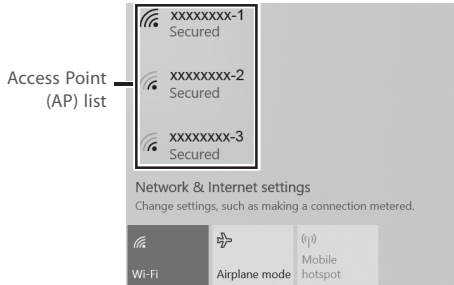 xxxxxxxx-1
Secured
xxxxxxxx-2
Secured
Access Point
(AP) list
xxxxxxxx-3
Secured
Network & Internet settings
Change settings, such as making a connection metered.
Wi-Fi
Airplane mode
Mobile
hotspot